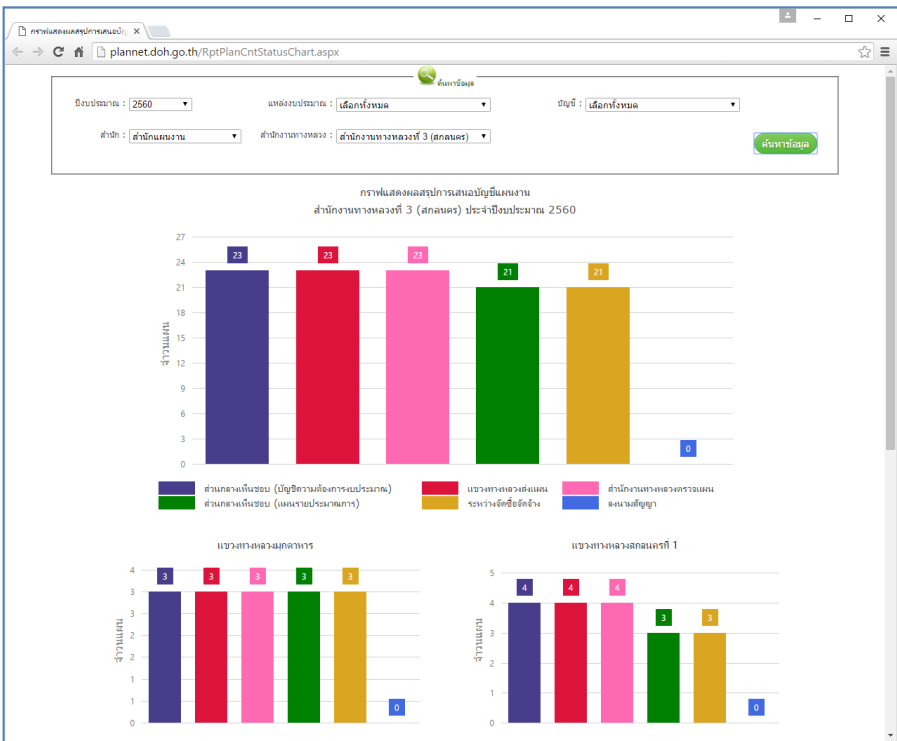 กราฟแสดงผลสรุปการเสนอบัญ
plannet.doh.go.th/RptPlanCntStatusChart.aspx
ค้นหาข้อมูล
ปีงบประมาณ : 2560 แหล่งงบประมาณ : เลือกทั้งหมด บัญชี : เลือกทั้งหมด
สำนัก : สำนักแผนงาน สำนักงานทางหลวง : สำนักงานทางหลวงที่ 3 (สกลนคร) ค้นหาข้อมูล
กราฟแสดงผลสรุปการเสนอบัญชีแผนงาน
สำนักงานทางหลวงที่ 3 (สกลนคร) ประจำปีงบประมาณ 2560
จำวนแผน
27
24
21
18
15
12
9
6
3
0
23 23 23 21 21 0
ส่วนกลางเห็นชอบ (บัญชีความต้องการงบประมาณ) แขวงทางหลวงส่งแผน สำนักงานทางหลวงตรวจแผน
ส่วนกลางเห็นชอบ (แผนรายประมาณการ) ระหว่างจัดซื้อจัดจ้าง ลงนามสัญญา
แขวงทางหลวงมุกดาหาร
จำวนแผน
4
3
3
2
2
1
1
0
3 3 3 3 3 0
แขวงทางหลวงสกลนครที่ 1
จำวนแผน
5
4
3
2
1
0
4 4 4 3 3 0